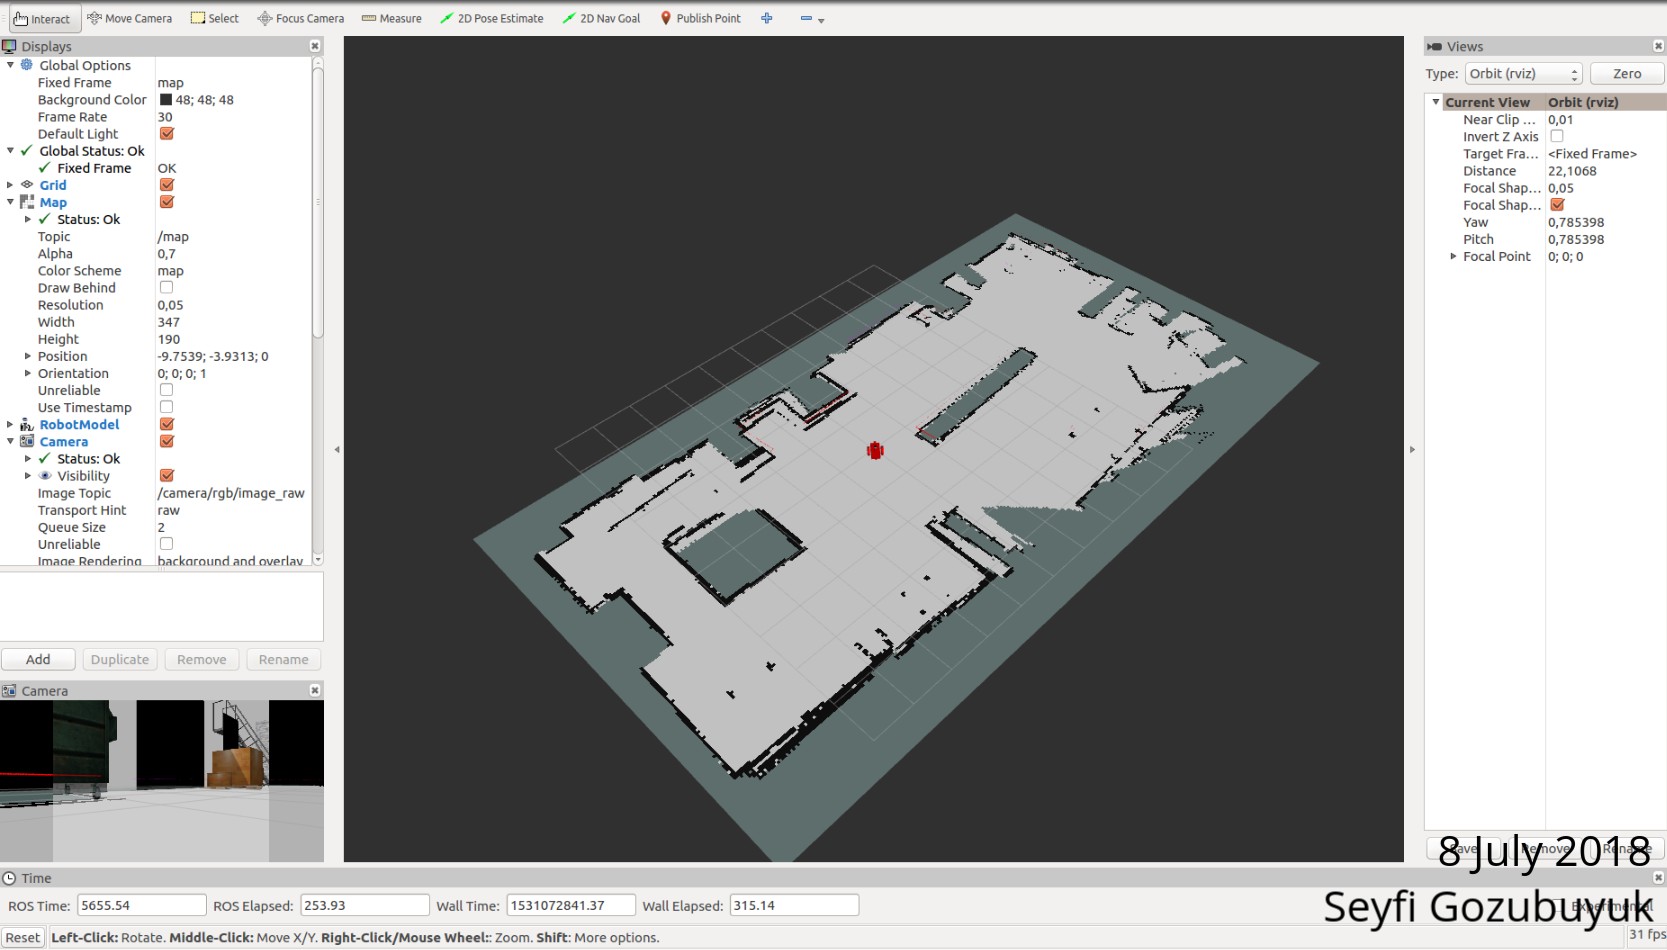 Interact Move Camera Select Focus Camera Measure 2D Pose Estimate 2D Nav Goal Publish Point
Displays
Global Options
Fixed Frame map
Background Color 48; 48; 48
Frame Rate 30
Default Light
Global Status: Ok
Fixed Frame OK
Grid
Map
Status: Ok
Topic /map
Alpha 0,7
Color Scheme map
Draw Behind
Resolution 0,05
Width 347
Height 190
Position -9.7539; -3.9313; 0
Orientation 0; 0; 0; 1
Unreliable
Use Timestamp
RobotModel
Camera
Status: Ok
Visibility
Image Topic /camera/rgb/image_raw
Transport Hint raw
Queue Size 2
Unreliable
Image Rendering background and overlay
Add Duplicate Remove Rename
Camera
Views
Type: Orbit (rviz) Zero
Current View Orbit (rviz)
Near Clip ... 0,01
Invert Z Axis
Target Fra... <Fixed Frame>
Distance 22,1068
Focal Shap... 0,05
Focal Shap...
Yaw 0,785398
Pitch 0,785398
Focal Point 0; 0; 0
Save Remove Rename
8 July 2018
Time
ROS Time: 5655.54 ROS Elapsed: 253.93 Wall Time: 1531072841.37 Wall Elapsed: 315.14
Experimental
Seyfi Gozubuyuk
Reset Left-Click: Rotate. Middle-Click: Move X/Y. Right-Click/Mouse Wheel:: Zoom. Shift: More options.
31 fps